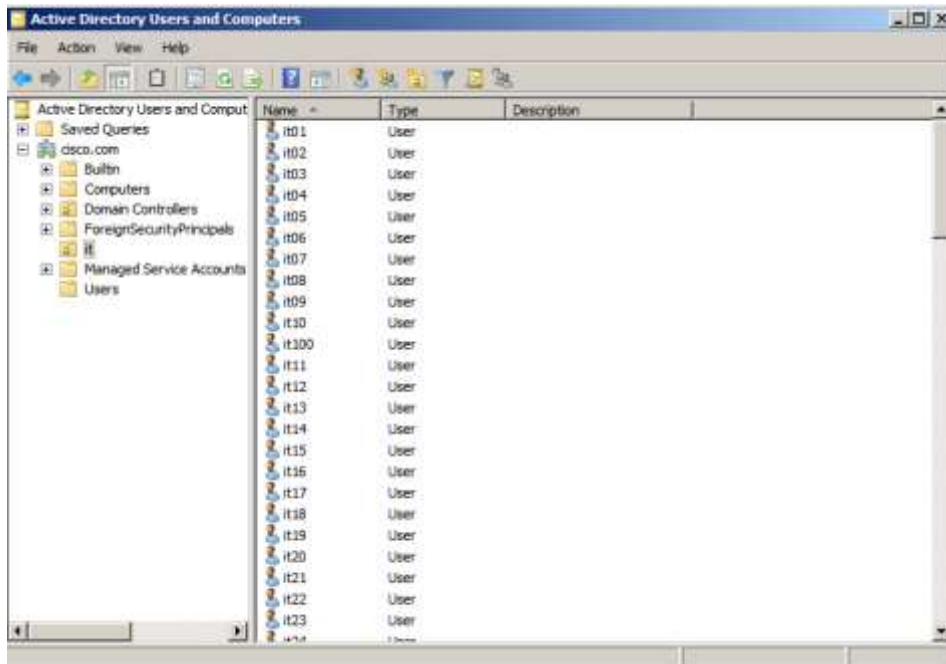 Active Directory Users and Computers
File Action View Help
Active Directory Users and Comput
Saved Queries
cisco.com
Builtin
Computers
Domain Controllers
ForeignSecurityPrincipals
it
Managed Service Accounts
Users
Name Type Description
it01 User
it02 User
it03 User
it04 User
it05 User
it06 User
it07 User
it08 User
it09 User
it10 User
it100 User
it11 User
it12 User
it13 User
it14 User
it15 User
it16 User
it17 User
it18 User
it19 User
it20 User
it21 User
it22 User
it23 User